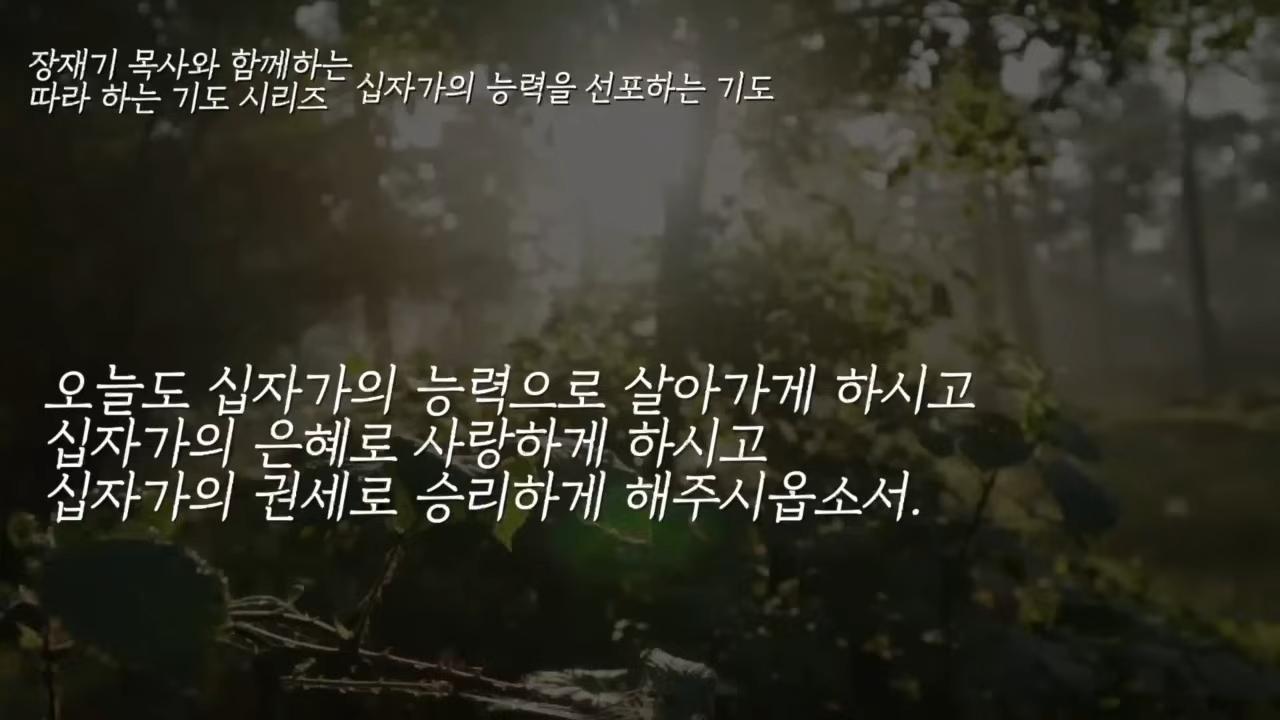 장재기 목사와 함께하는
따라 하는 기도 시리즈
십자가의 능력을 선포하는 기도
오늘도 십자가의 능력으로 살아가게 하시고
십자가의 은혜로 사랑하게 하시고
십자가의 권세로 승리하게 해주시옵소서.